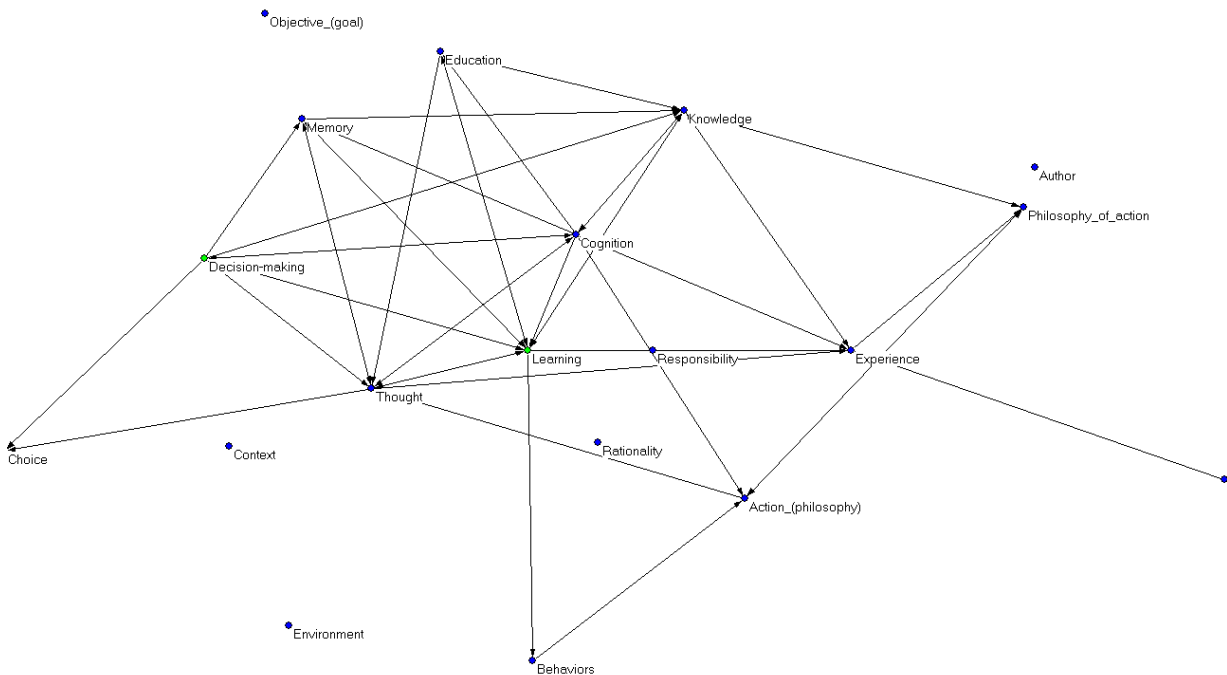 Objective_(goal)
Education
Knowledge
Memory
Author
Philosophy_of_action
Cognition
Decision-making
Learning
Responsibility
Experience
Thought
Choice
Context
Rationality
Action_(philosophy)
Environment
Behaviors